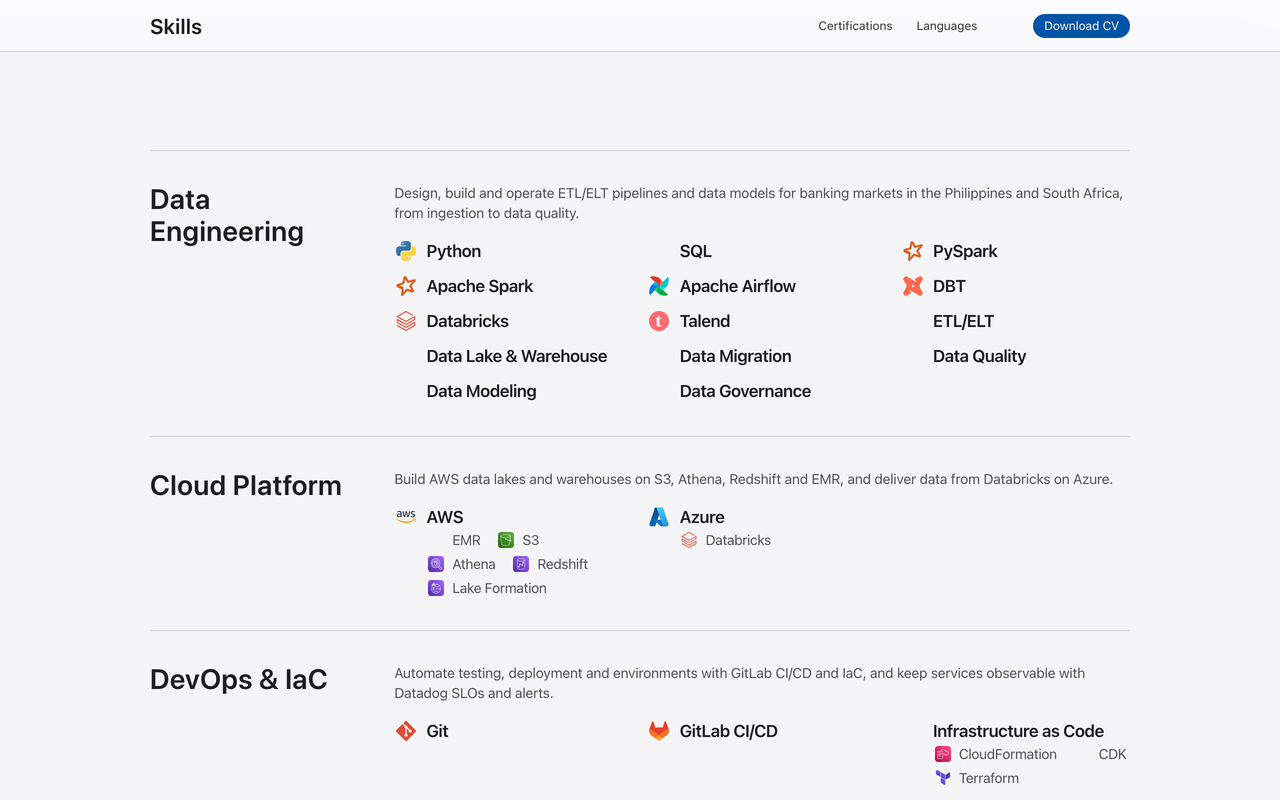 Skills
Certifications
Languages
Download CV
Data
Engineering
Design, build and operate ETL/ELT pipelines and data models for banking markets in the Philippines and South Africa,
from ingestion to data quality.
Python
SQL
PySpark
Apache Spark
Apache Airflow
DBT
Databricks
t
Talend
ETL/ELT
Data Lake & Warehouse
Data Migration
Data Quality
Data Modeling
Data Governance
Cloud Platform
Build AWS data lakes and warehouses on S3, Athena, Redshift and EMR, and deliver data from Databricks on Azure.
aws
AWS
Azure
EMR
S3
Databricks
Athena
Redshift
Lake Formation
DevOps & IaC
Automate testing, deployment and environments with GitLab CI/CD and IaC, and keep services observable with
Datadog SLOs and alerts.
Git
GitLab CI/CD
Infrastructure as Code
CloudFormation
CDK
Terraform